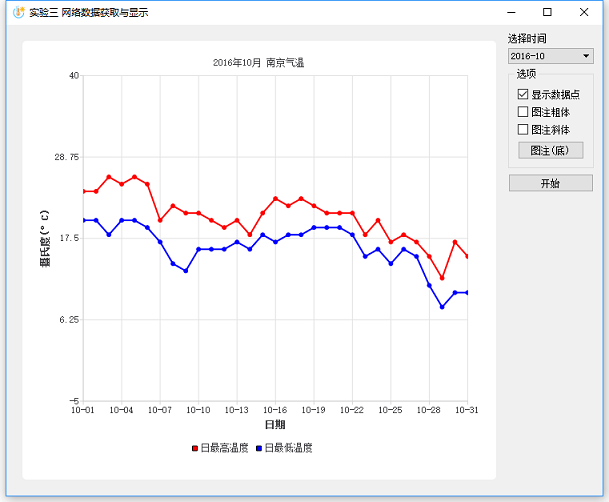 实验三 网络数据获取与显示
2016年10月 南京气温
摄氏度(° C)
40
28.75
17.5
6.25
-5
10-01 10-04 10-07 10-10 10-13 10-16 10-19 10-22 10-25 10-28 10-31
日期
日最高温度 日最低温度
选择时间
2016-10
选项
显示数据点
图注粗体
图注斜体
图注(底)
开始